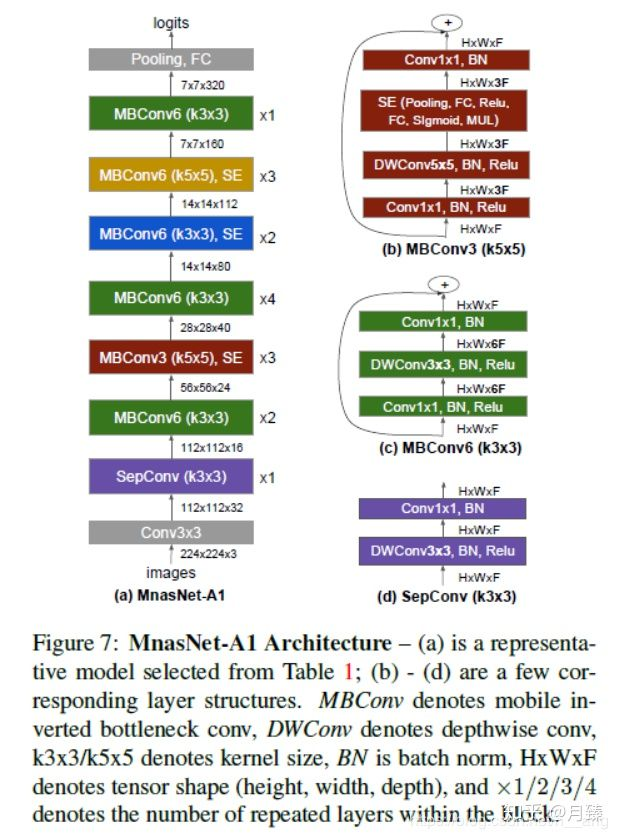 logits
Pooling, FC
7x7x320
MBConv6 (k3x3) x1
7x7x160
MBConv6 (k5x5), SE x3
14x14x112
MBConv6 (k3x3), SE x2
14x14x80
MBConv6 (k3x3) x4
28x28x40
MBConv3 (k5x5), SE x3
56x56x24
MBConv6 (k3x3) x2
112x112x16
SepConv (k3x3) x1
112x112x32
Conv3x3
224x224x3
images
(a) MnasNet-A1
+
HxWxF
Conv1x1, BN
HxWx3F
SE (Pooling, FC, Relu,
FC, SIgmoid, MUL)
HxWx3F
DWConv5x5, BN, Relu
HxWx3F
Conv1x1, BN, Relu
HxWxF
(b) MBConv3 (k5x5)
+
HxWxF
Conv1x1, BN
HxWx6F
DWConv3x3, BN, Relu
HxWx6F
Conv1x1, BN, Relu
HxWxF
(c) MBConv6 (k3x3)
HxWxF
Conv1x1, BN
HxWxF
DWConv3x3, BN, Relu
HxWxF
(d) SepConv (k3x3)
Figure 7: MnasNet-A1 Architecture – (a) is a representa-
tive model selected from Table 1; (b) - (d) are a few cor-
responding layer structures. MBConv denotes mobile in-
verted bottleneck conv, DWConv denotes depthwise conv,
k3x3/k5x5 denotes kernel size, BN is batch norm, HxWxF
denotes tensor shape (height, width, depth), and ×1/2/3/4
denotes the number of repeated layers within the block.
知乎 @月臻